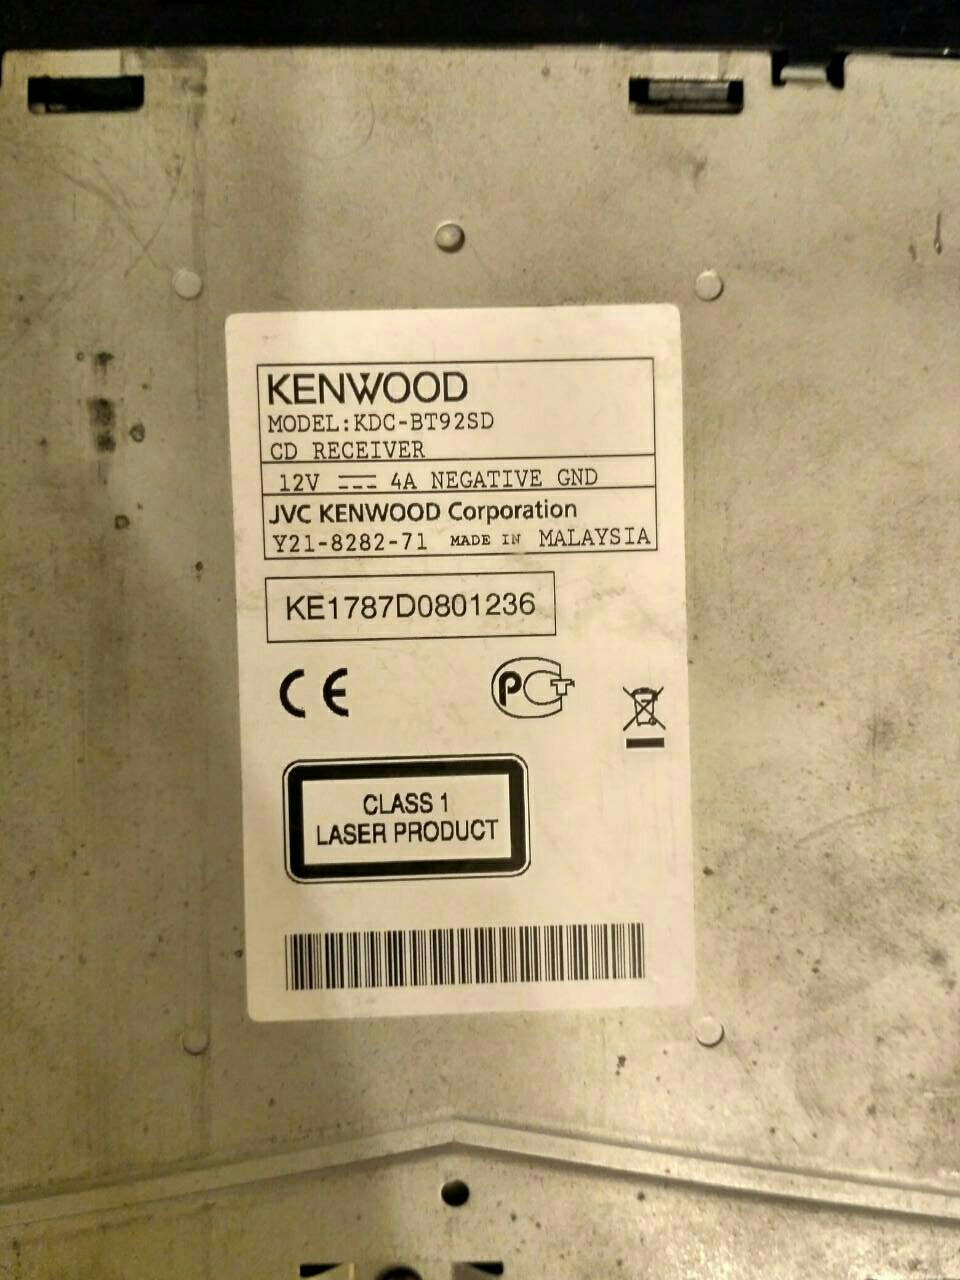 KENWOOD
MODEL:KDC-BT92SD
CD RECEIVER
12V ⎓ 4A NEGATIVE GND
JVC KENWOOD Corporation
Y21-8282-71 MADE IN MALAYSIA
KE1787D0801236
CE PCT
CLASS 1
LASER PRODUCT